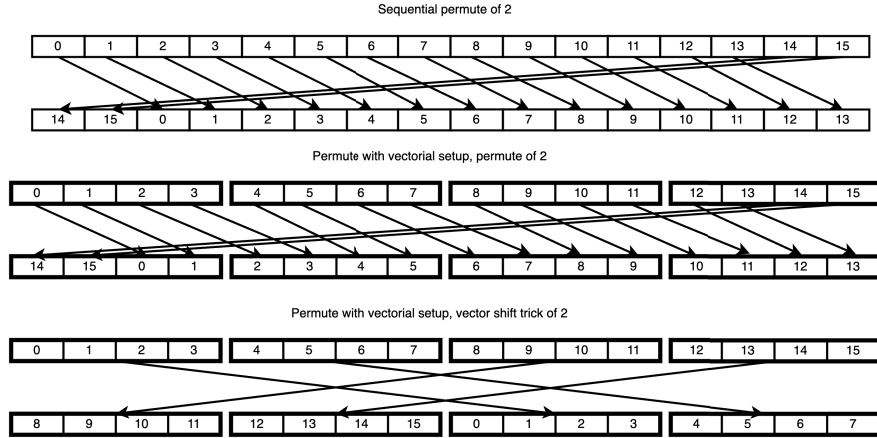 Sequential permute of 2
0 1 2 3 4 5 6 7 8 9 10 11 12 13 14 15
14 15 0 1 2 3 4 5 6 7 8 9 10 11 12 13
Permute with vectorial setup, permute of 2
0 1 2 3 4 5 6 7 8 9 10 11 12 13 14 15
14 15 0 1 2 3 4 5 6 7 8 9 10 11 12 13
Permute with vectorial setup, vector shift trick of 2
0 1 2 3 4 5 6 7 8 9 10 11 12 13 14 15
8 9 10 11 12 13 14 15 0 1 2 3 4 5 6 7